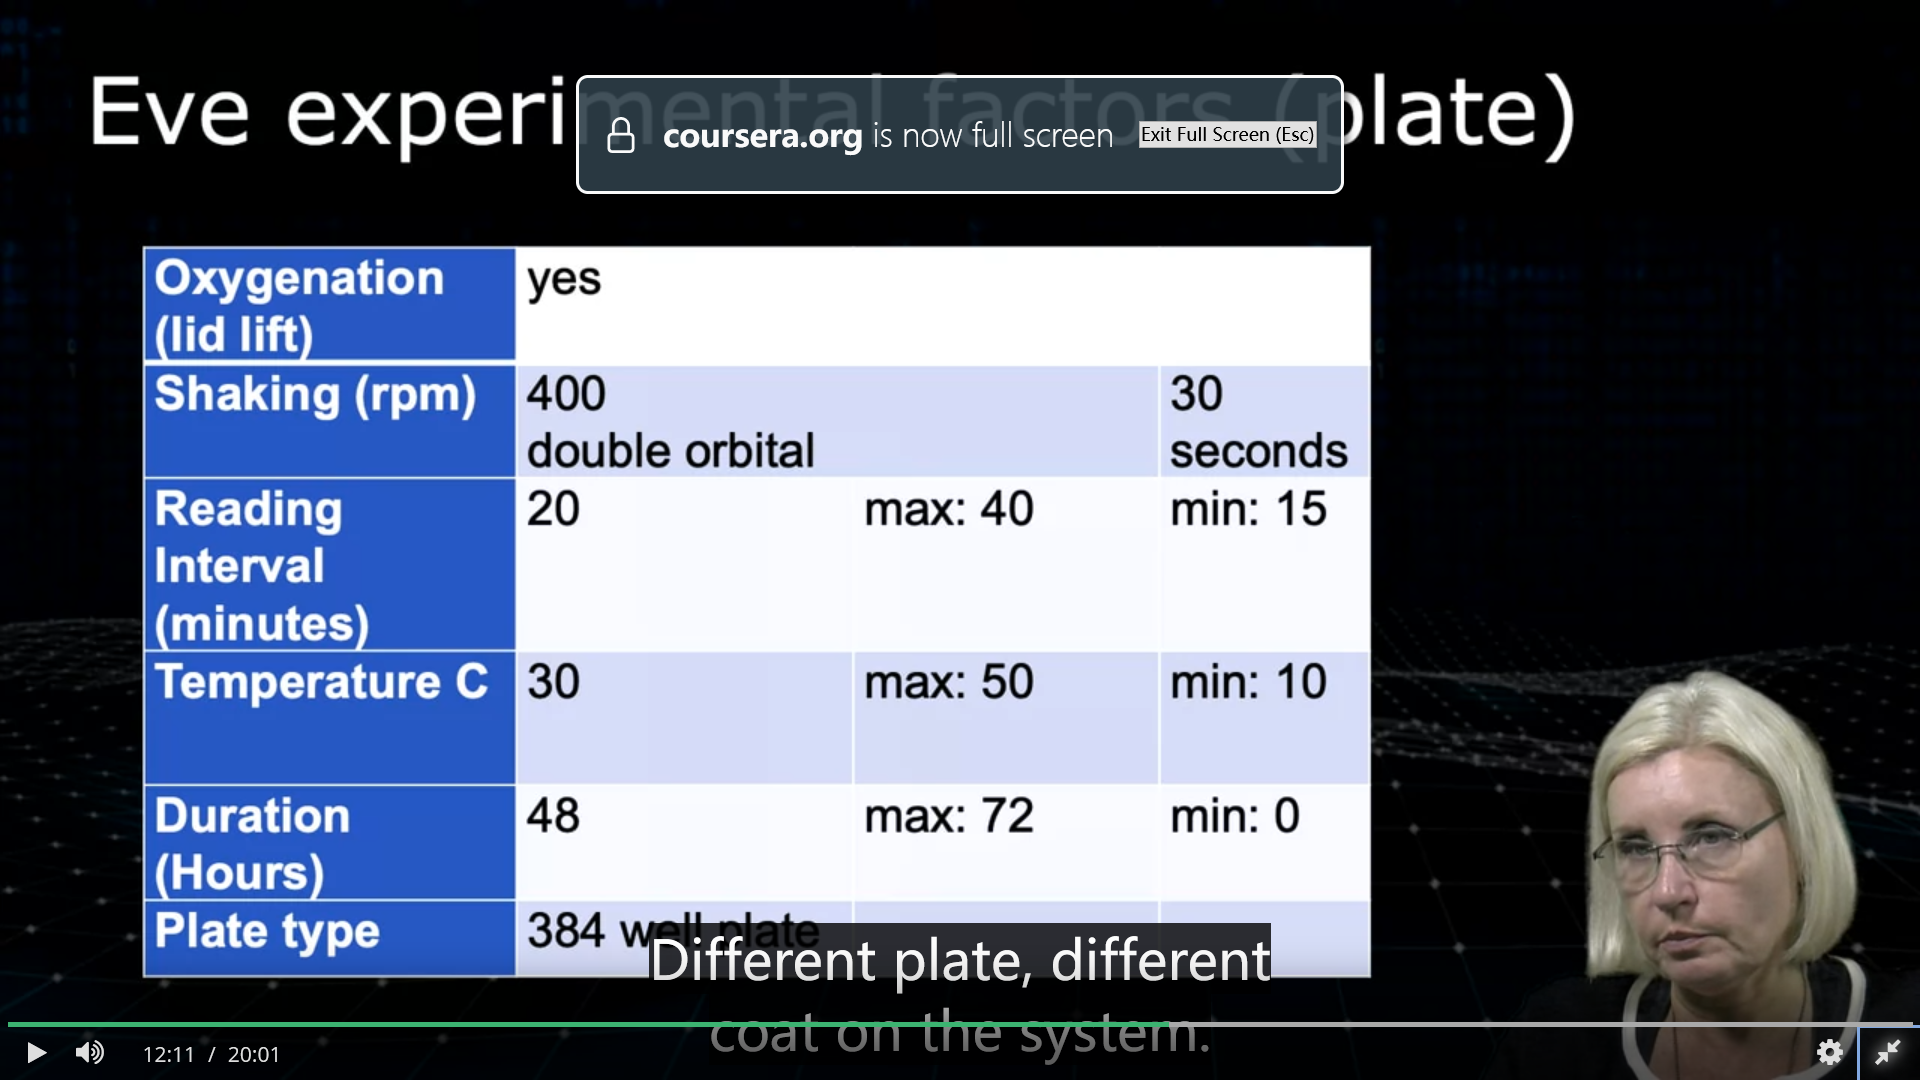 Eve experimental factors (plate)
coursera.org is now full screen
Exit Full Screen (Esc)
Oxygenation
(lid lift)
yes
Shaking (rpm)
400
double orbital
30
seconds
Reading
Interval
(minutes)
20
max: 40
min: 15
Temperature C
30
max: 50
min: 10
Duration
(Hours)
48
max: 72
min: 0
Plate type
384 well plate
Different plate, different
coat on the system.
12:11 / 20:01